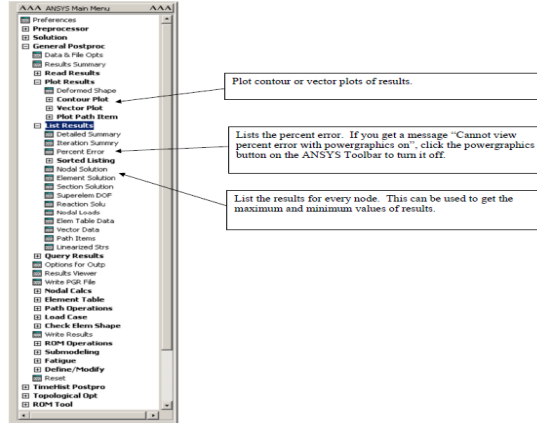 ANSYS Main Menu
Preferences
Preprocessor
Solution
General Postproc
Data & File Opts
Results Summary
Read Results
Plot Results
Deformed Shape
Contour Plot
Vector Plot
Plot Path Item
List Results
Detailed Summary
Iteration Summry
Percent Error
Sorted Listing
Nodal Solution
Element Solution
Section Solution
Superelem DOF
Reaction Solu
Nodal Loads
Elem Table Data
Vector Data
Path Items
Linearized Strs
Query Results
Options for Outp
Results Viewer
Write PGR File
Nodal Calcs
Element Table
Path Operations
Load Case
Check Elem Shape
Write Results
ROM Operations
Submodeling
Fatigue
Define/Modify
Reset
TimeHist Postpro
Topological Opt
ROM Tool
Plot contour or vector plots of results.
Lists the percent error. If you get a message “Cannot view
percent error with powergraphics on”, click the powergraphics
button on the ANSYS Toolbar to turn it off.
List the results for every node. This can be used to get the
maximum and minimum values of results.